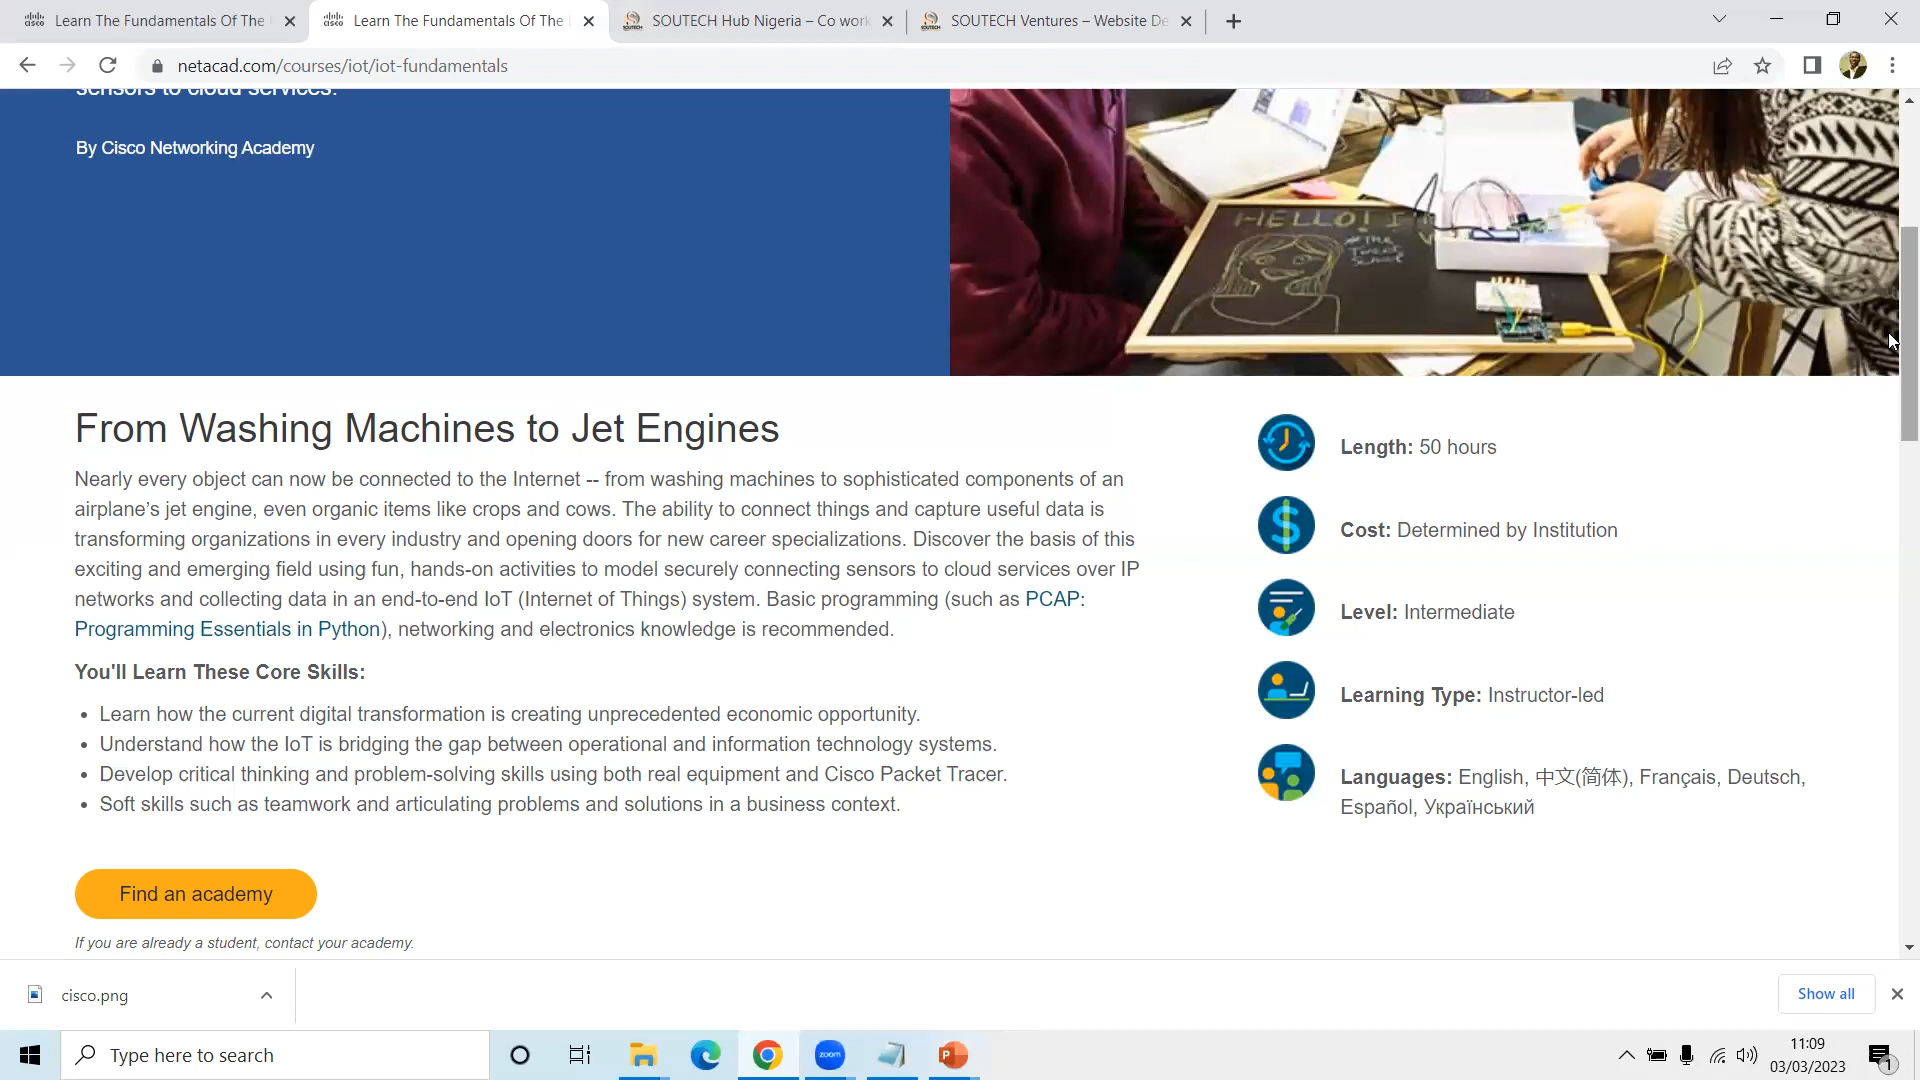 Learn The Fundamentals Of The
Learn The Fundamentals Of The
SOUTECH Hub Nigeria – Co work
SOUTECH Ventures – Website De
netacad.com/courses/iot/iot-fundamentals
sensors to cloud services.
By Cisco Networking Academy
HELLO! I
From Washing Machines to Jet Engines
Nearly every object can now be connected to the Internet -- from washing machines to sophisticated components of an
airplane’s jet engine, even organic items like crops and cows. The ability to connect things and capture useful data is
transforming organizations in every industry and opening doors for new career specializations. Discover the basis of this
exciting and emerging field using fun, hands-on activities to model securely connecting sensors to cloud services over IP
networks and collecting data in an end-to-end IoT (Internet of Things) system. Basic programming (such as PCAP:
Programming Essentials in Python), networking and electronics knowledge is recommended.
You'll Learn These Core Skills:
• Learn how the current digital transformation is creating unprecedented economic opportunity.
• Understand how the IoT is bridging the gap between operational and information technology systems.
• Develop critical thinking and problem-solving skills using both real equipment and Cisco Packet Tracer.
• Soft skills such as teamwork and articulating problems and solutions in a business context.
Find an academy
If you are already a student, contact your academy.
Length: 50 hours
Cost: Determined by Institution
Level: Intermediate
Learning Type: Instructor-led
Languages: English, 中文(简体), Français, Deutsch,
Español, Український
cisco.png
Show all
Type here to search
zoom
11:09
03/03/2023
1